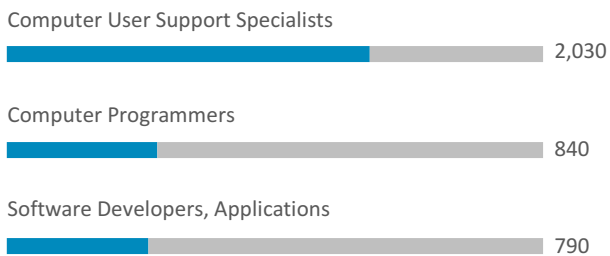 Computer User Support Specialists
2,030
Computer Programmers
840
Software Developers, Applications
790